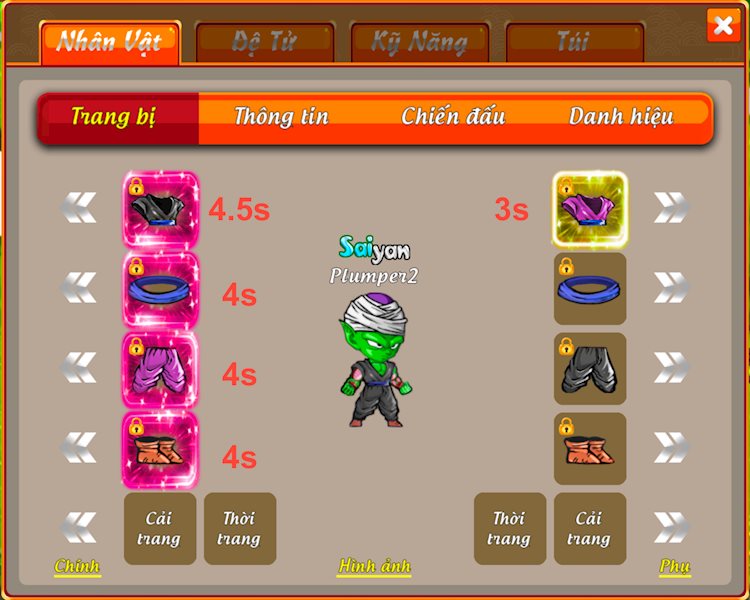 Nhân Vật
Đệ Tử
Kỹ Năng
Túi
Trang bị
Thông tin
Chiến đấu
Danh hiệu
4.5s
3s
Saiyan
Plumper2
4s
4s
4s
Cải
trang
Thời
trang
Thời
trang
Cải
trang
Chính
Hình ảnh
Phụ